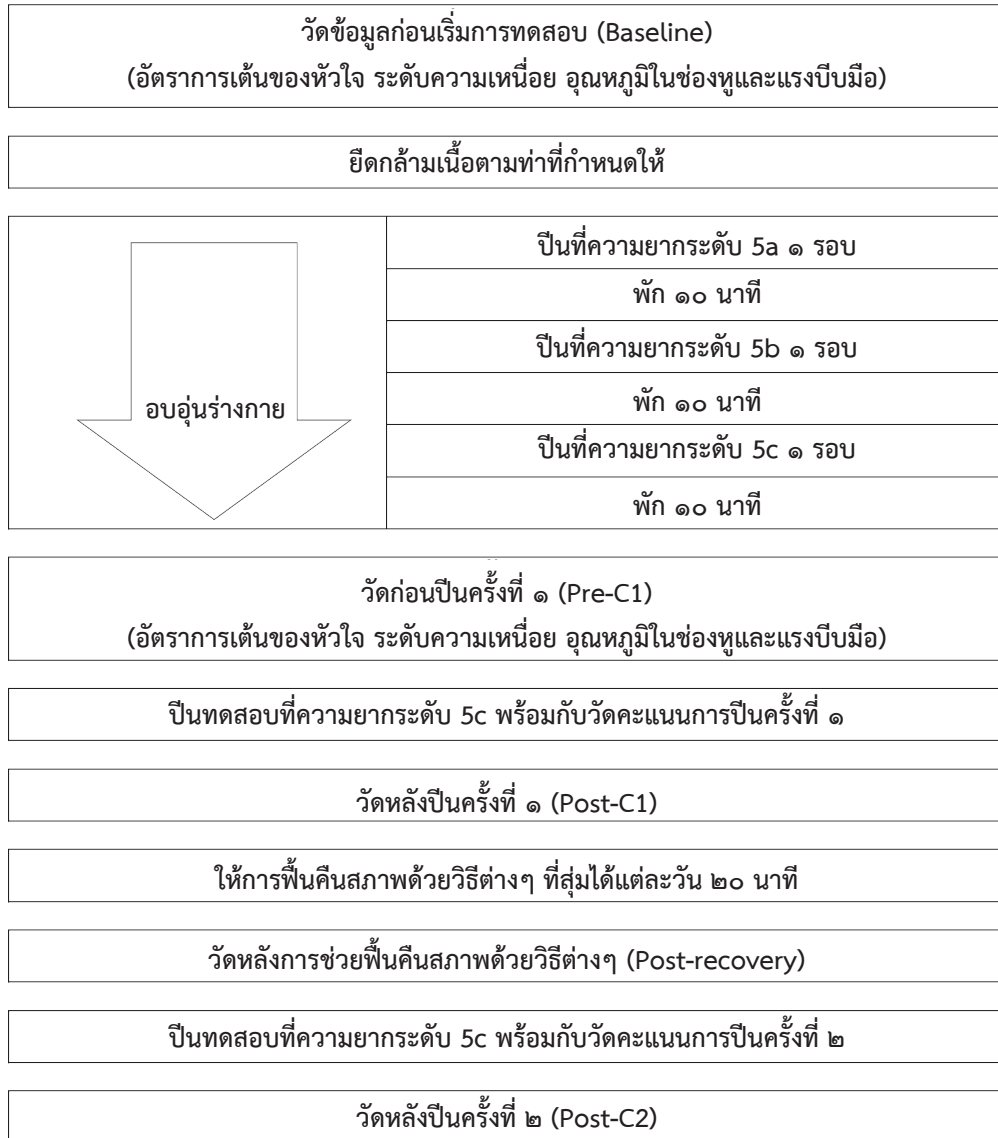 วัดข้อมูลก่อนเริ่มการทดสอบ (Baseline)
(อัตราการเต้นของหัวใจ ระดับความเหนื่อย อุณหภูมิในช่องหูและแรงบีบมือ)
ยืดกล้ามเนื้อตามท่าที่กำหนดให้
อบอุ่นร่างกาย
ปีนที่ความยากระดับ 5a ๑ รอบ
พัก ๑๐ นาที
ปีนที่ความยากระดับ 5b ๑ รอบ
พัก ๑๐ นาที
ปีนที่ความยากระดับ 5c ๑ รอบ
พัก ๑๐ นาที
วัดก่อนปีนครั้งที่ ๑ (Pre-C1)
(อัตราการเต้นของหัวใจ ระดับความเหนื่อย อุณหภูมิในช่องหูและแรงบีบมือ)
ปีนทดสอบที่ความยากระดับ 5c พร้อมกับวัดคะแนนการปีนครั้งที่ ๑
วัดหลังปีนครั้งที่ ๑ (Post-C1)
ให้การฟื้นคืนสภาพด้วยวิธีต่างๆ ที่สุ่มได้แต่ละวัน ๒๐ นาที
วัดหลังการช่วยฟื้นคืนสภาพด้วยวิธีต่างๆ (Post-recovery)
ปีนทดสอบที่ความยากระดับ 5c พร้อมกับวัดคะแนนการปีนครั้งที่ ๒
วัดหลังปีนครั้งที่ ๒ (Post-C2)